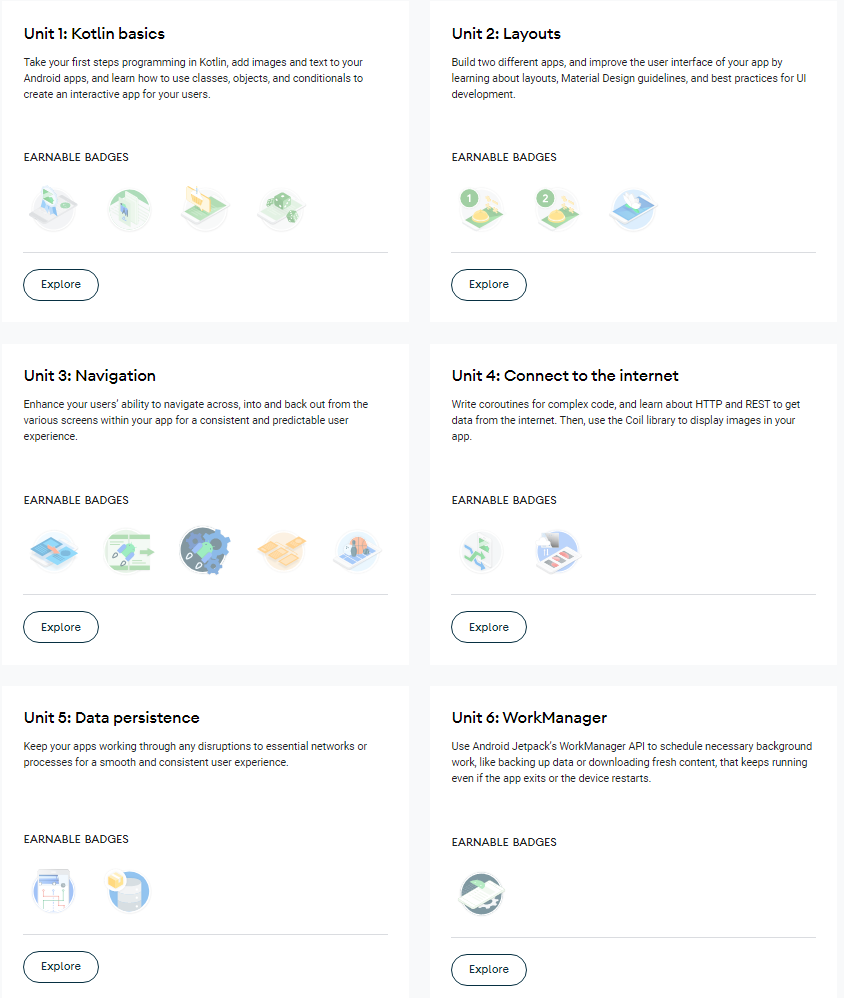 Unit 1: Kotlin basics
Take your first steps programming in Kotlin, add images and text to your
Android apps, and learn how to use classes, objects, and conditionals to
create an interactive app for your users.
EARNABLE BADGES
Explore
Unit 2: Layouts
Build two different apps, and improve the user interface of your app by
learning about layouts, Material Design guidelines, and best practices for UI
development.
EARNABLE BADGES
1
2
Explore
Unit 3: Navigation
Enhance your users' ability to navigate across, into and back out from the
various screens within your app for a consistent and predictable user
experience.
EARNABLE BADGES
Explore
Unit 4: Connect to the internet
Write coroutines for complex code, and learn about HTTP and REST to get
data from the internet. Then, use the Coil library to display images in your
app.
EARNABLE BADGES
Explore
Unit 5: Data persistence
Keep your apps working through any disruptions to essential networks or
processes for a smooth and consistent user experience.
EARNABLE BADGES
Explore
Unit 6: WorkManager
Use Android Jetpack's WorkManager API to schedule necessary background
work, like backing up data or downloading fresh content, that keeps running
even if the app exits or the device restarts.
EARNABLE BADGES
Explore